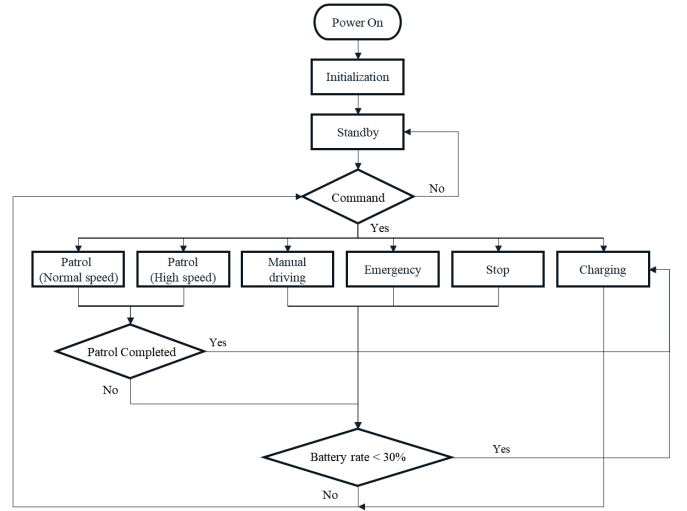 Power On
Initialization
Standby
No
Command
Yes
Patrol
(Normal speed)
Patrol
(High speed)
Manual
driving
Emergency
Stop
Charging
Yes
Patrol Completed
No
Yes
Battery rate < 30%
No